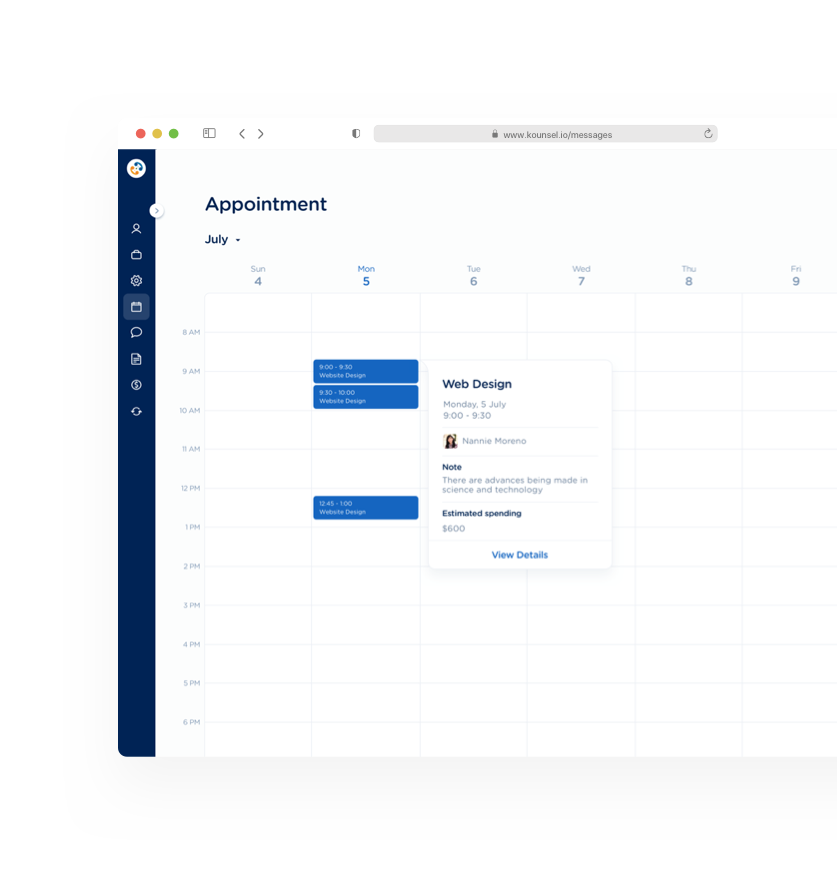 www.kounsel.io/messages
Appointment
July
Sun Mon Tue Wed Thu Fri
4 5 6 7 8 9
8 AM
9 AM
9:00 - 9:30
Website Design
9:30 - 10:00
Website Design
10 AM
11 AM
12 PM
12:45 - 1:00
Website Design
1 PM
2 PM
3 PM
4 PM
5 PM
6 PM
Web Design
Monday, 5 July
9:00 - 9:30
Nannie Moreno
Note
There are advances being made in
science and technology
Estimated spending
$600
View Details